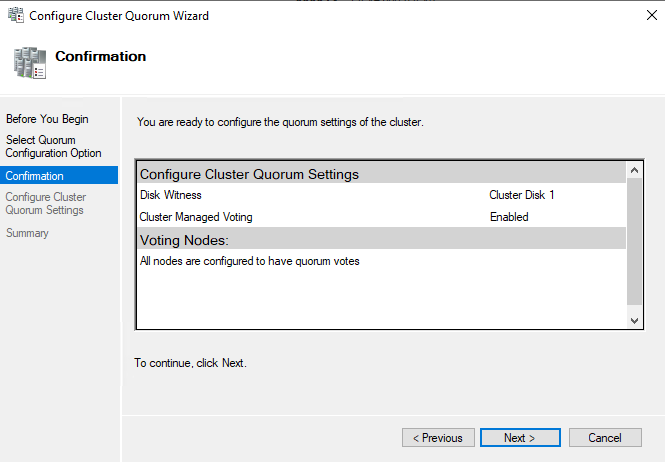 Configure Cluster Quorum Wizard
Confirmation
Before You Begin
Select Quorum
Configuration Option
Confirmation
Configure Cluster
Quorum Settings
Summary
You are ready to configure the quorum settings of the cluster.
Configure Cluster Quorum Settings
Disk Witness Cluster Disk 1
Cluster Managed Voting Enabled
Voting Nodes:
All nodes are configured to have quorum votes
To continue, click Next.
< Previous Next > Cancel